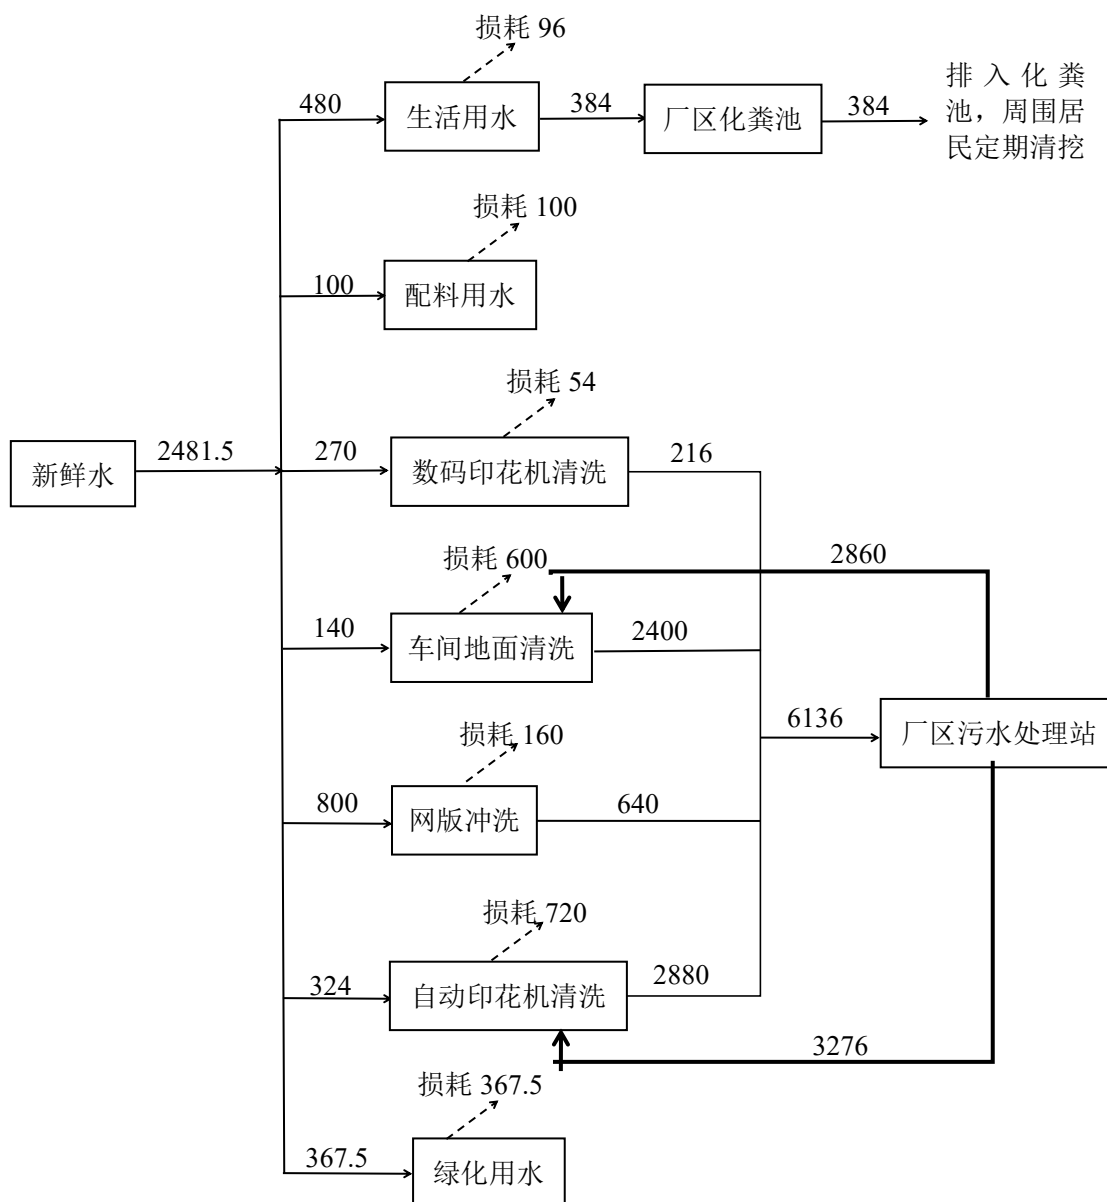 损耗 96
480
生活用水
384
厂区化粪池
384
排入化粪
池，周围居
民定期清挖
损耗 100
100
配料用水
损耗 54
新鲜水
2481.5
270
数码印花机清洗
216
损耗 600
2860
140
车间地面清洗
2400
6136
厂区污水处理站
损耗 160
800
网版冲洗
640
损耗 720
324
自动印花机清洗
2880
3276
损耗 367.5
367.5
绿化用水